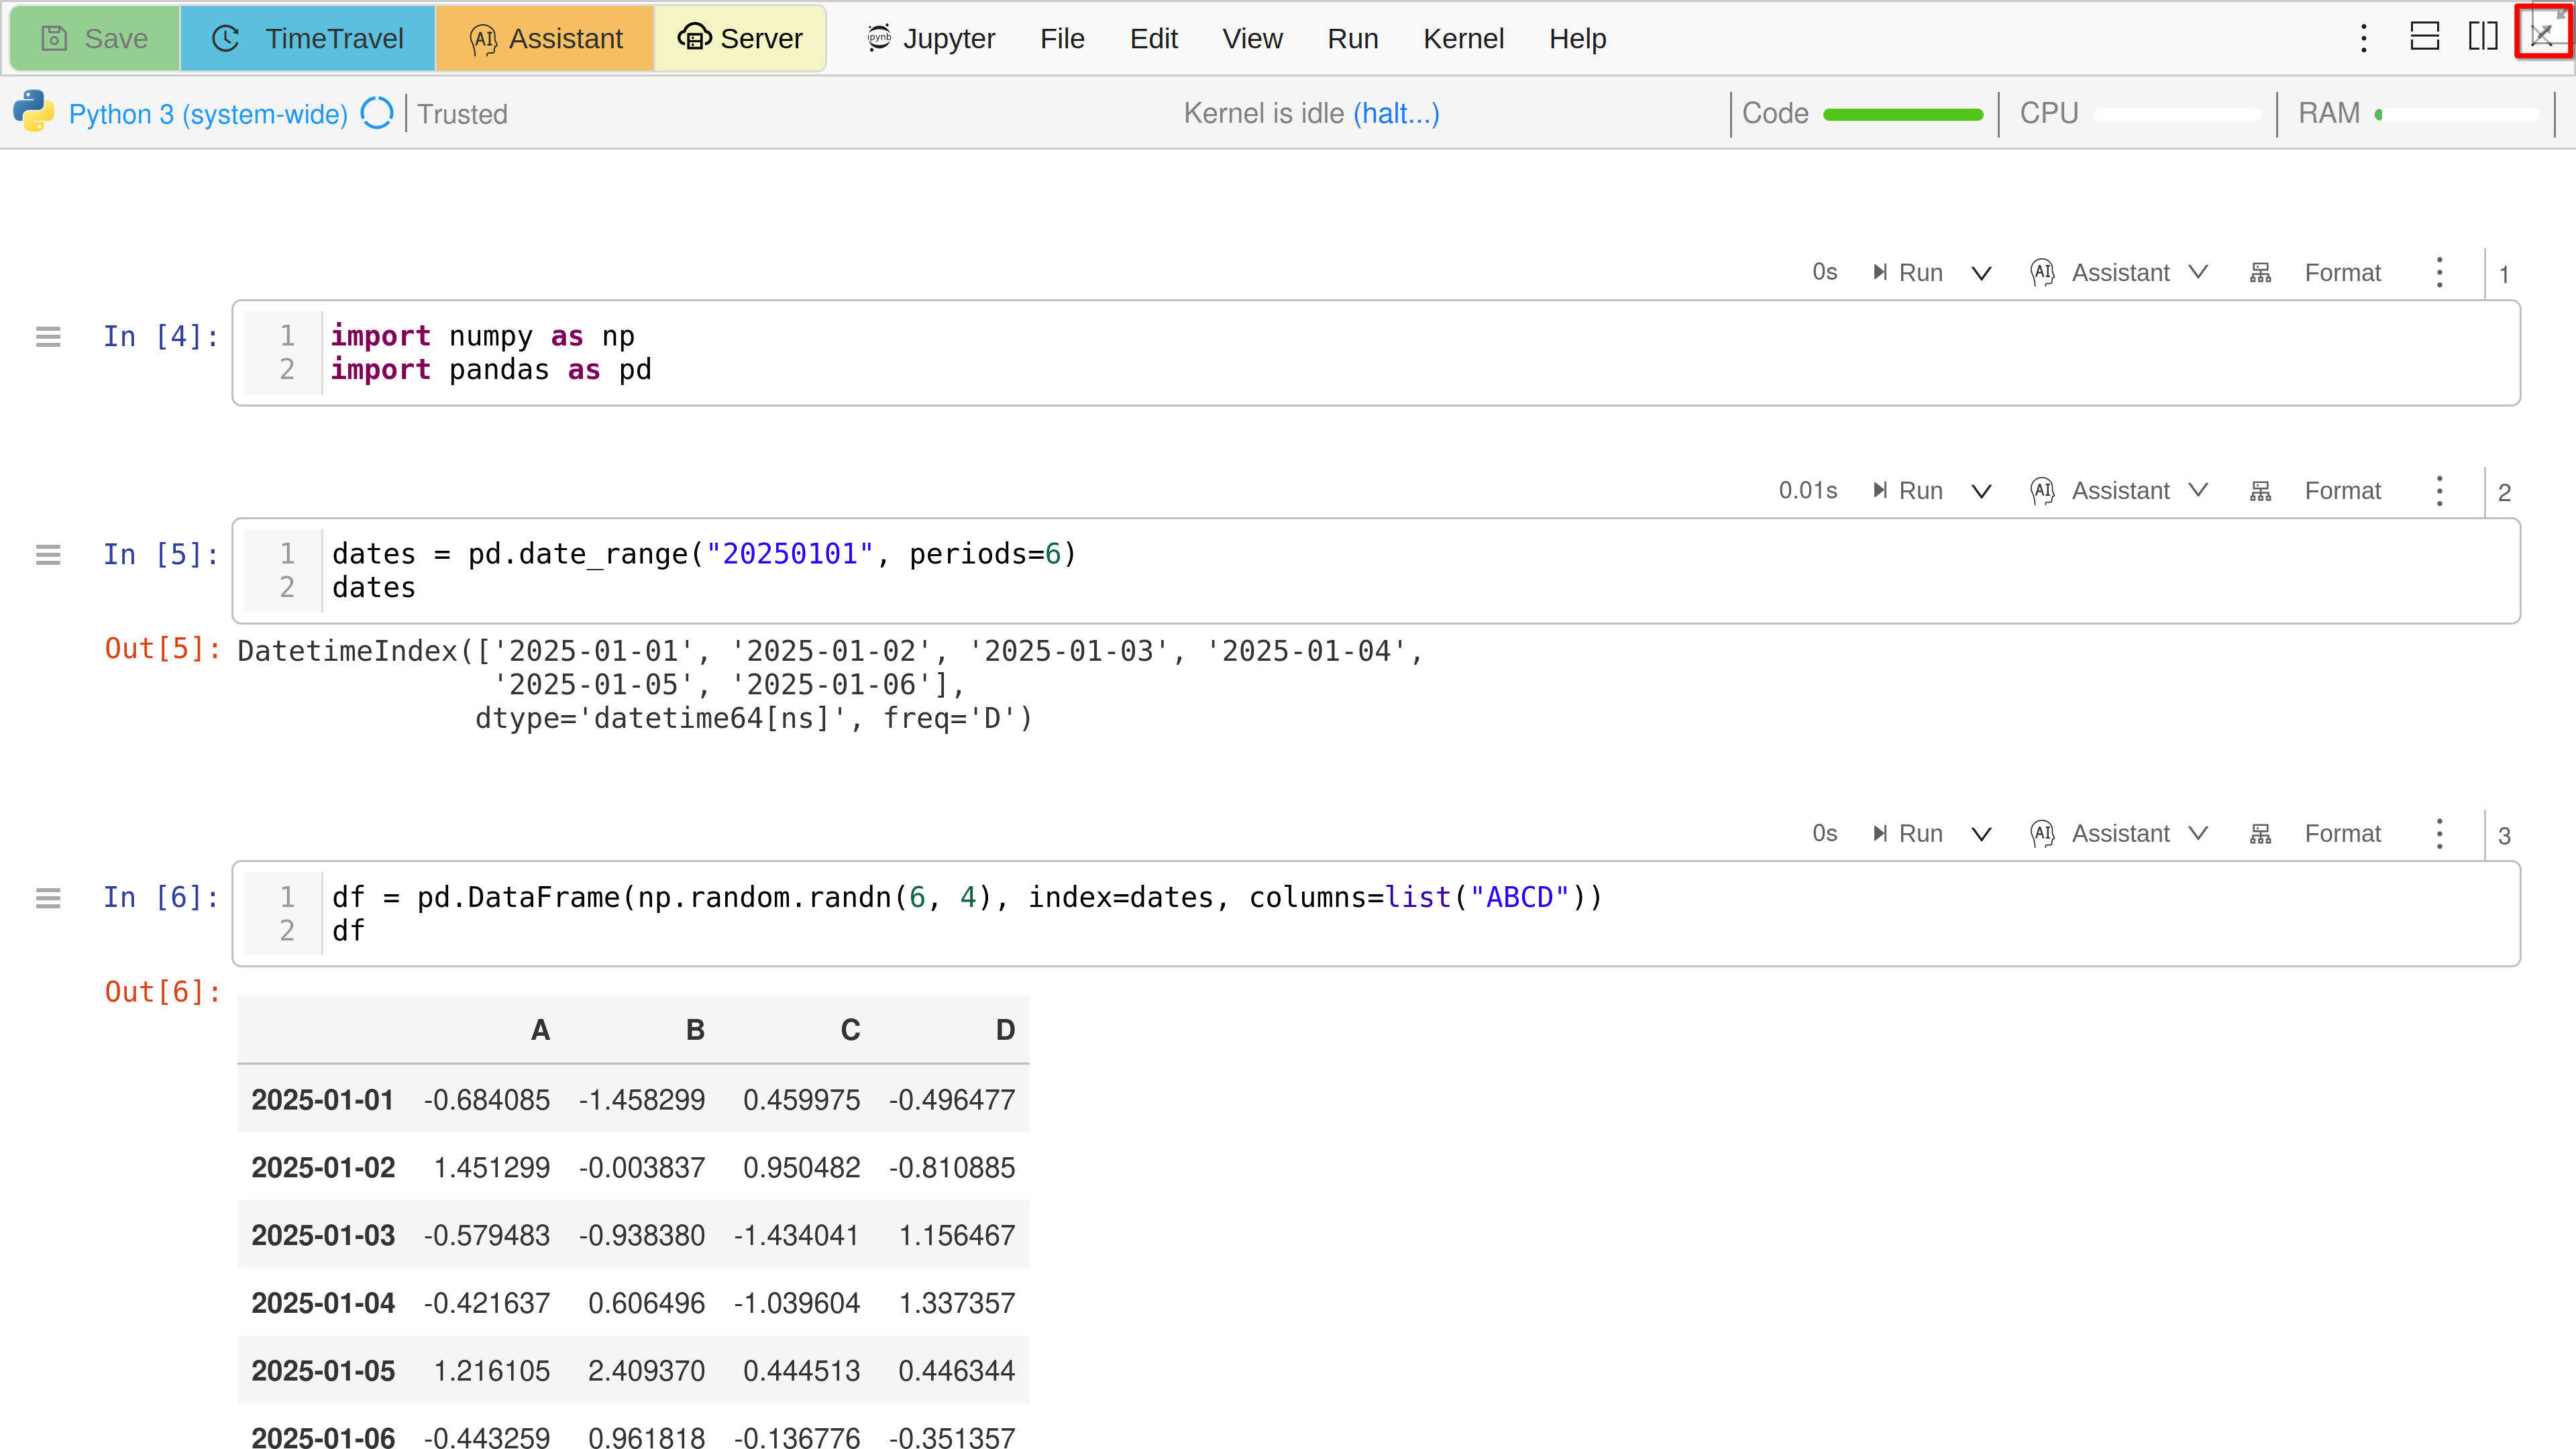 Save TimeTravel AI Assistant Server ipynb Jupyter File Edit View Run Kernel Help
Python 3 (system-wide) Trusted Kernel is idle (halt...) Code CPU RAM
0s Run AI Assistant Format 1
In [4]: 1 import numpy as np
2 import pandas as pd
0.01s Run AI Assistant Format 2
In [5]: 1 dates = pd.date_range("20250101", periods=6)
2 dates
Out[5]: DatetimeIndex(['2025-01-01', '2025-01-02', '2025-01-03', '2025-01-04',
'2025-01-05', '2025-01-06'],
dtype='datetime64[ns]', freq='D')
0s Run AI Assistant Format 3
In [6]: 1 df = pd.DataFrame(np.random.randn(6, 4), index=dates, columns=list("ABCD"))
2 df
Out[6]:
A B C D
2025-01-01 -0.684085 -1.458299 0.459975 -0.496477
2025-01-02 1.451299 -0.003837 0.950482 -0.810885
2025-01-03 -0.579483 -0.938380 -1.434041 1.156467
2025-01-04 -0.421637 0.606496 -1.039604 1.337357
2025-01-05 1.216105 2.409370 0.444513 0.446344
2025-01-06 -0.443259 0.961818 -0.136776 -0.351357